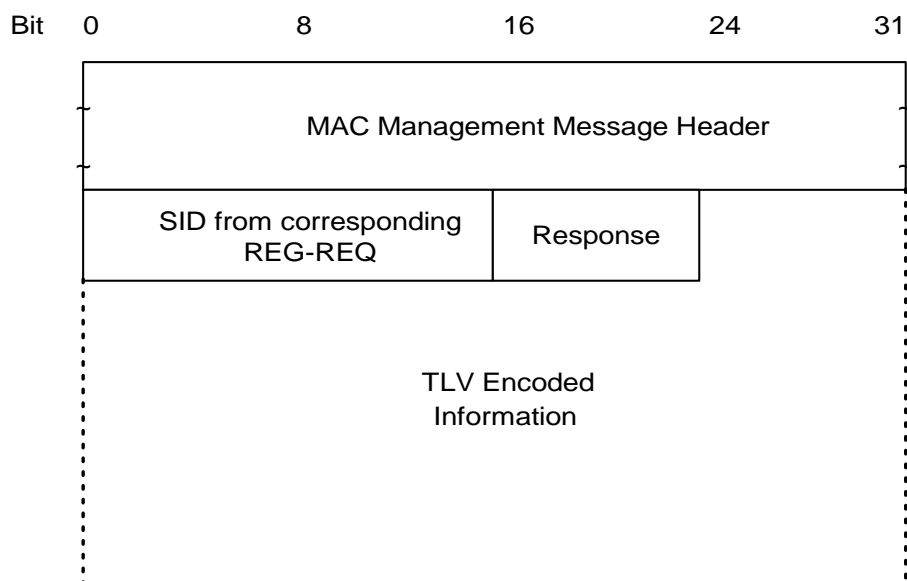 Bit 0 8 16 24 31
MAC Management Message Header
SID from corresponding
REG-REQ
Response
TLV Encoded
Information